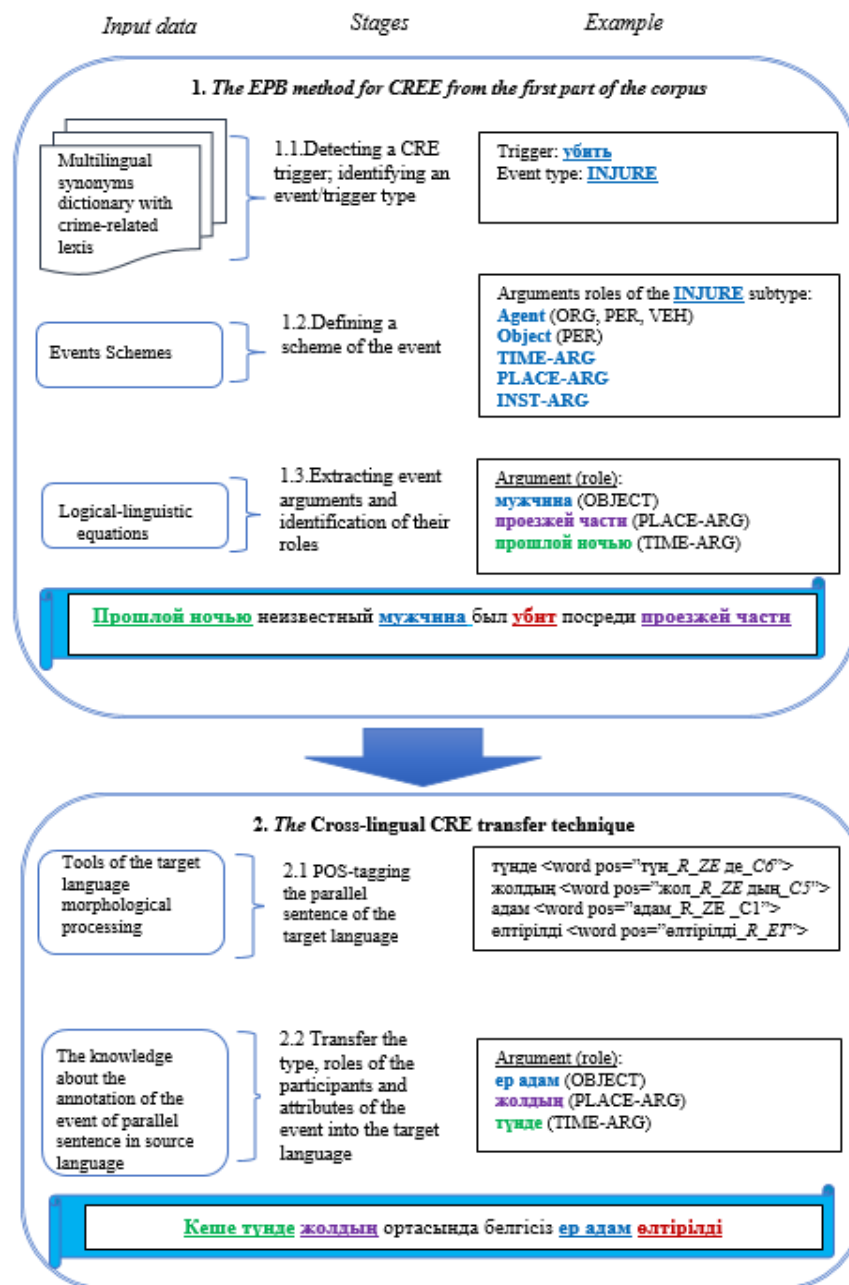 Input data
Stages
Example
1. The EPB method for CREE from the first part of the corpus
Multilingual
synonyms
dictionary with
crime-related
lexis
1.1.Detecting a CRE
trigger; identifying an
event/trigger type
Trigger: убить
Event type: INJURE
Events Schemes
1.2.Defining a
scheme of the event
Arguments roles of the INJURE subtype:
Agent (ORG, PER, VEH)
Object (PER)
TIME-ARG
PLACE-ARG
INST-ARG
Logical-linguistic
equations
1.3.Extracting event
arguments and
identification of their
roles
Argument (role):
мужчина (OBJECT)
проезжей части (PLACE-ARG)
прошлой ночью (TIME-ARG)
Прошлой ночью неизвестный мужчина был убит посреди проезжей части
2. The Cross-lingual CRE transfer technique
Tools of the target
language
morphological
processing
2.1 POS-tagging
the parallel
sentence of the
target language
түнде <word pos="түн_R_ZE де_C6">
жолдың <word pos="жол_R_ZE дың_C5">
адам <word pos="адам_R_ZE _C1">
өлтірілді <word pos="өлтірілді_R_ET">
The knowledge
about the
annotation of the
event of parallel
sentence in source
language
2.2 Transfer the
type, roles of the
participants and
attributes of the
event into the target
language
Argument (role):
ер адам (OBJECT)
жолдың (PLACE-ARG)
түнде (TIME-ARG)
Кеше түнде жолдың ортасында белгісіз ер адам өлтірілді